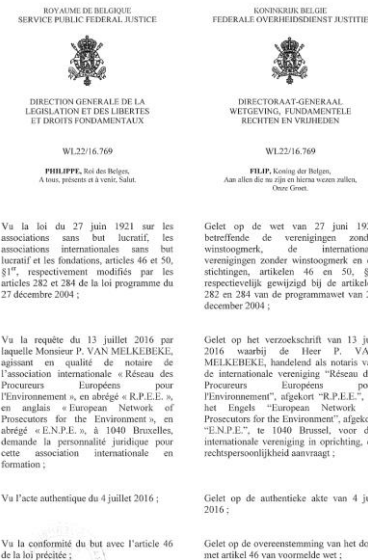 ROYAUME DE BELGIQUE
SERVICE PUBLIC FEDERAL JUSTICE
DIRECTION GENERALE DE LA
LEGISLATION ET DES LIBERTES
ET DROITS FONDAMENTAUX
WL22/16.769
PHILIPPE, Roi des Belges,
A tous, présents et à venir, Salut.
Vu la loi du 27 juin 1921 sur les
associations sans but lucratif, les
associations internationales sans but
lucratif et les fondations, articles 46 et 50,
§1er, respectivement modifiés par les
articles 282 et 284 de la loi programme du
27 décembre 2004 ;
Vu la requête du 13 juillet 2016 par
laquelle Monsieur P. VAN MELKEBEKE,
agissant en qualité de notaire de
l'association internationale « Réseau des
Procureurs Européens pour
l'Environnement », en abrégé « R.P.E.E. »,
en anglais « European Network of
Prosecutors for the Environment », en
abrégé « E.N.P.E. », à 1040 Bruxelles,
demande la personnalité juridique pour
cette association internationale en
formation ;
Vu l'acte authentique du 4 juillet 2016 ;
Vu la conformité du but avec l'article 46
de la loi précitée ;
KONINKRIJK BELGIE
FEDERALE OVERHEIDSDIENST JUSTITIE
DIRECTORAAT-GENERAAL
WETGEVING, FUNDAMENTELE
RECHTEN EN VRIJHEDEN
WL22/16.769
FILIP, Koning der Belgen,
Aan allen die nu zijn en hierna wezen zullen,
Onze Groet.
Gelet op de wet van 27 juni
betreffende de verenigingen
winstoogmerk, de
verenigingen zonder winstoogmerk en
stichtingen, artikelen 46 en 50,
respectievelijk gewijzigd bij de
282 en 284 van de programmawet van
december 2004 ;
Gelet op het verzoekschrift van 13
2016 waarbij de Heer P.
MELKEBEKE, handelend als notaris
de internationale vereniging "Réseau
Procureurs Européens
l'Environnement", afgekort "R.P.E.E.",
het Engels "European Network
Prosecutors for the Environment",
"E.N.P.E.", te 1040 Brussel, voor
internationale vereniging in oprichting,
rechtspersoonlijkheid aanvraagt ;
Gelet op de authentieke akte van 4
2016 ;
Gelet op de overeenstemming van het
met artikel 46 van voormelde wet ;